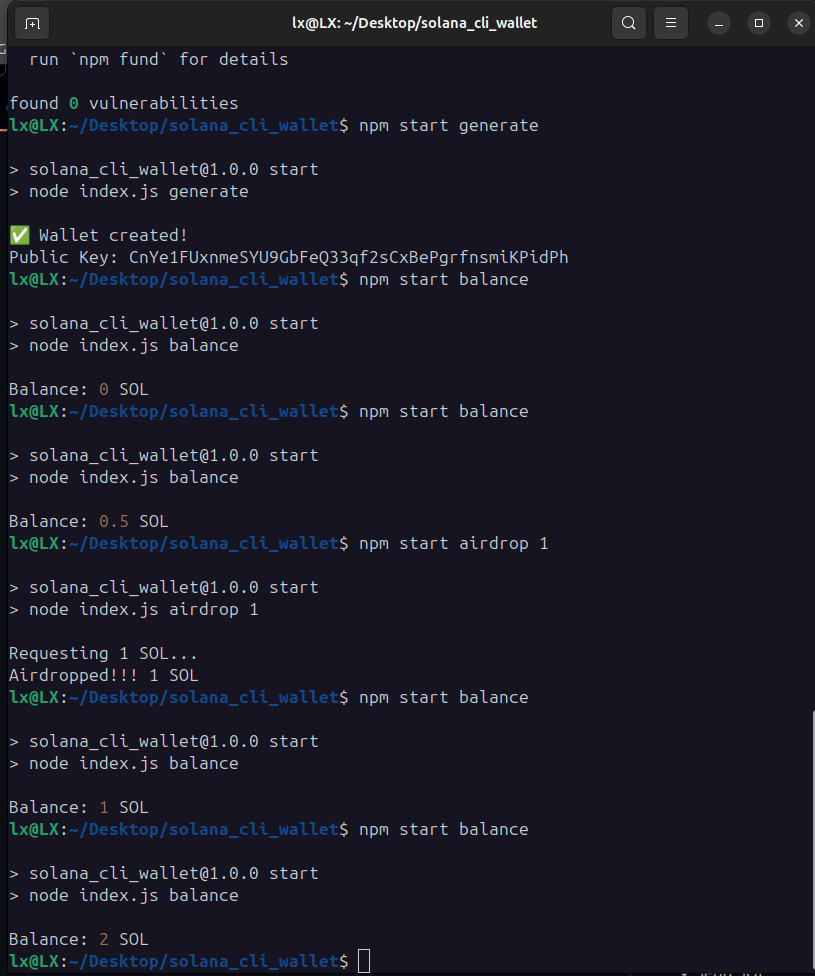 lx@LX: ~/Desktop/solana_cli_wallet
run `npm fund` for details
found 0 vulnerabilities
lx@LX:~/Desktop/solana_cli_wallet$ npm start generate
> solana_cli_wallet@1.0.0 start
> node index.js generate
✅ Wallet created!
Public Key: CnYe1FUxnmeSYU9GbFeQ33qf2sCxBePgrfnsmiKPidPh
lx@LX:~/Desktop/solana_cli_wallet$ npm start balance
> solana_cli_wallet@1.0.0 start
> node index.js balance
Balance: 0 SOL
lx@LX:~/Desktop/solana_cli_wallet$ npm start balance
> solana_cli_wallet@1.0.0 start
> node index.js balance
Balance: 0.5 SOL
lx@LX:~/Desktop/solana_cli_wallet$ npm start airdrop 1
> solana_cli_wallet@1.0.0 start
> node index.js airdrop 1
Requesting 1 SOL...
Airdropped!!! 1 SOL
lx@LX:~/Desktop/solana_cli_wallet$ npm start balance
> solana_cli_wallet@1.0.0 start
> node index.js balance
Balance: 1 SOL
lx@LX:~/Desktop/solana_cli_wallet$ npm start balance
> solana_cli_wallet@1.0.0 start
> node index.js balance
Balance: 2 SOL
lx@LX:~/Desktop/solana_cli_wallet$